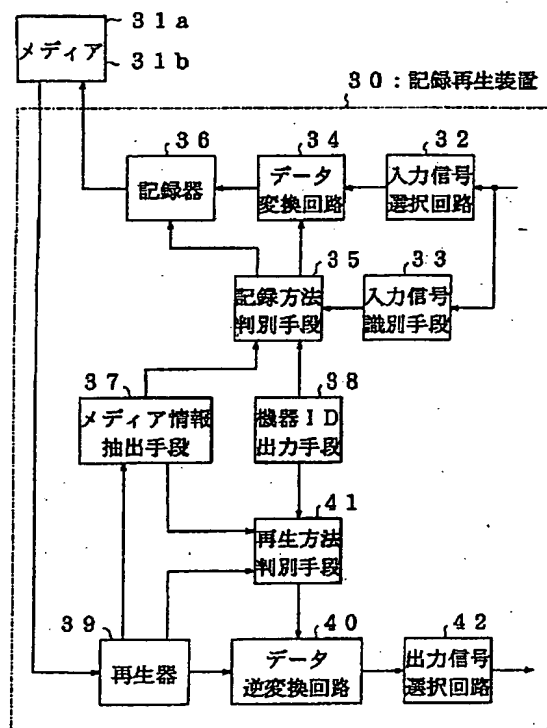 31a
メディア
31b
30:記録再生装置
36
記録器
34
データ
変換回路
32
入力信号
選択回路
35
記録方法
判別手段
33
入力信号
識別手段
37
メディア情報
抽出手段
38
機器ID
出力手段
41
再生方法
判別手段
39
再生器
40
データ
逆変換回路
42
出力信号
選択回路